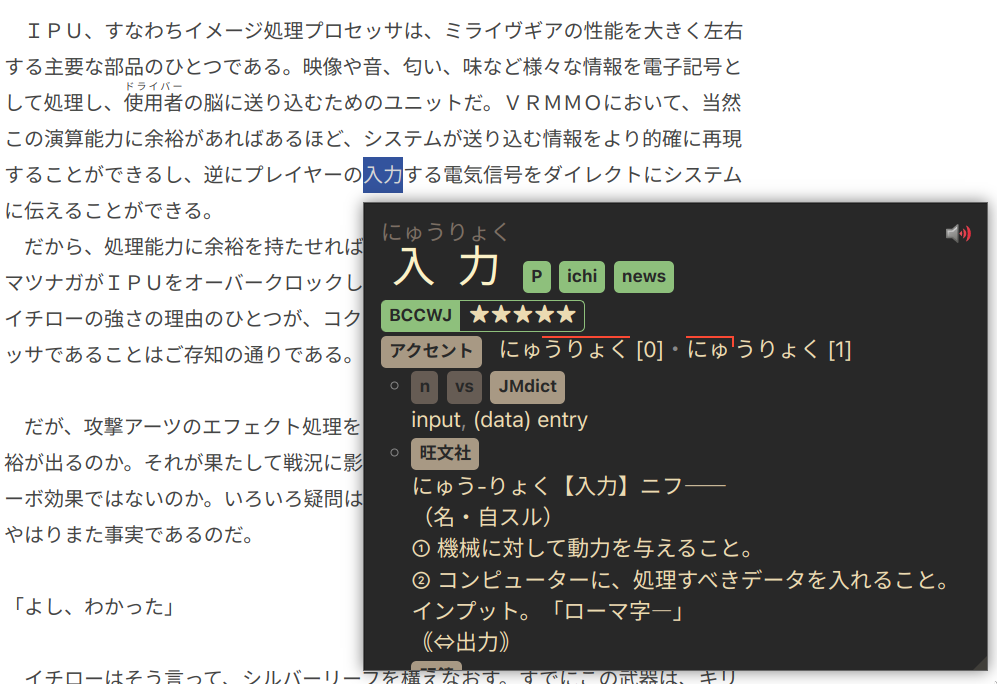 ＩＰＵ、すなわちイメージ処理プロセッサは、ミライヴギアの性能を大きく左右
する主要な部品のひとつである。映像や音、匂い、味など様々な情報を電子記号と
ドライバー
して処理し、使用者の脳に送り込むためのユニットだ。ＶＲＭＭＯにおいて、当然
この演算能力に余裕があればあるほど、システムが送り込む情報をより的確に再現
することができるし、逆にプレイヤーの入力する電気信号をダイレクトにシステム
に伝えることができる。
　だから、処理能力に余裕を持たせれば
マツナガがＩＰＵをオーバークロックし
イチローの強さの理由のひとつが、コク
ッサであることはご存知の通りである。
　だが、攻撃アーツのエフェクト処理を
裕が出るのか。それが果たして戦況に影
ーボ効果ではないのか。いろいろ疑問は
やはりまた事実であるのだ。
「よし、わかった」
　イチローはそう言って、シルバーリーフを構えなおす。すでにこの武器は、キリ
にゅうりょく
入力 P ichi news
BCCWJ ★★★★★
アクセント にゅうりょく [0]・にゅうりょく [1]
n vs JMdict
input, (data) entry
旺文社
にゅう‐りょく【入力】ニフ――
（名・自スル）
① 機械に対して動力を与えること。
② コンピューターに、処理すべきデータを入れること。
インプット。「ローマ字―」
《⇔出力》